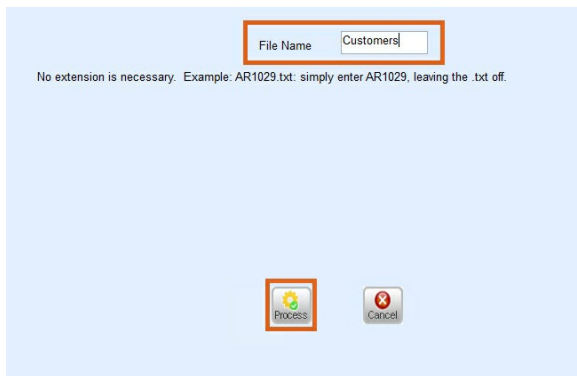 File Name Customers
No extension is necessary. Example: AR1029.txt: simply enter AR1029, leaving the .txt off.
Process Cancel